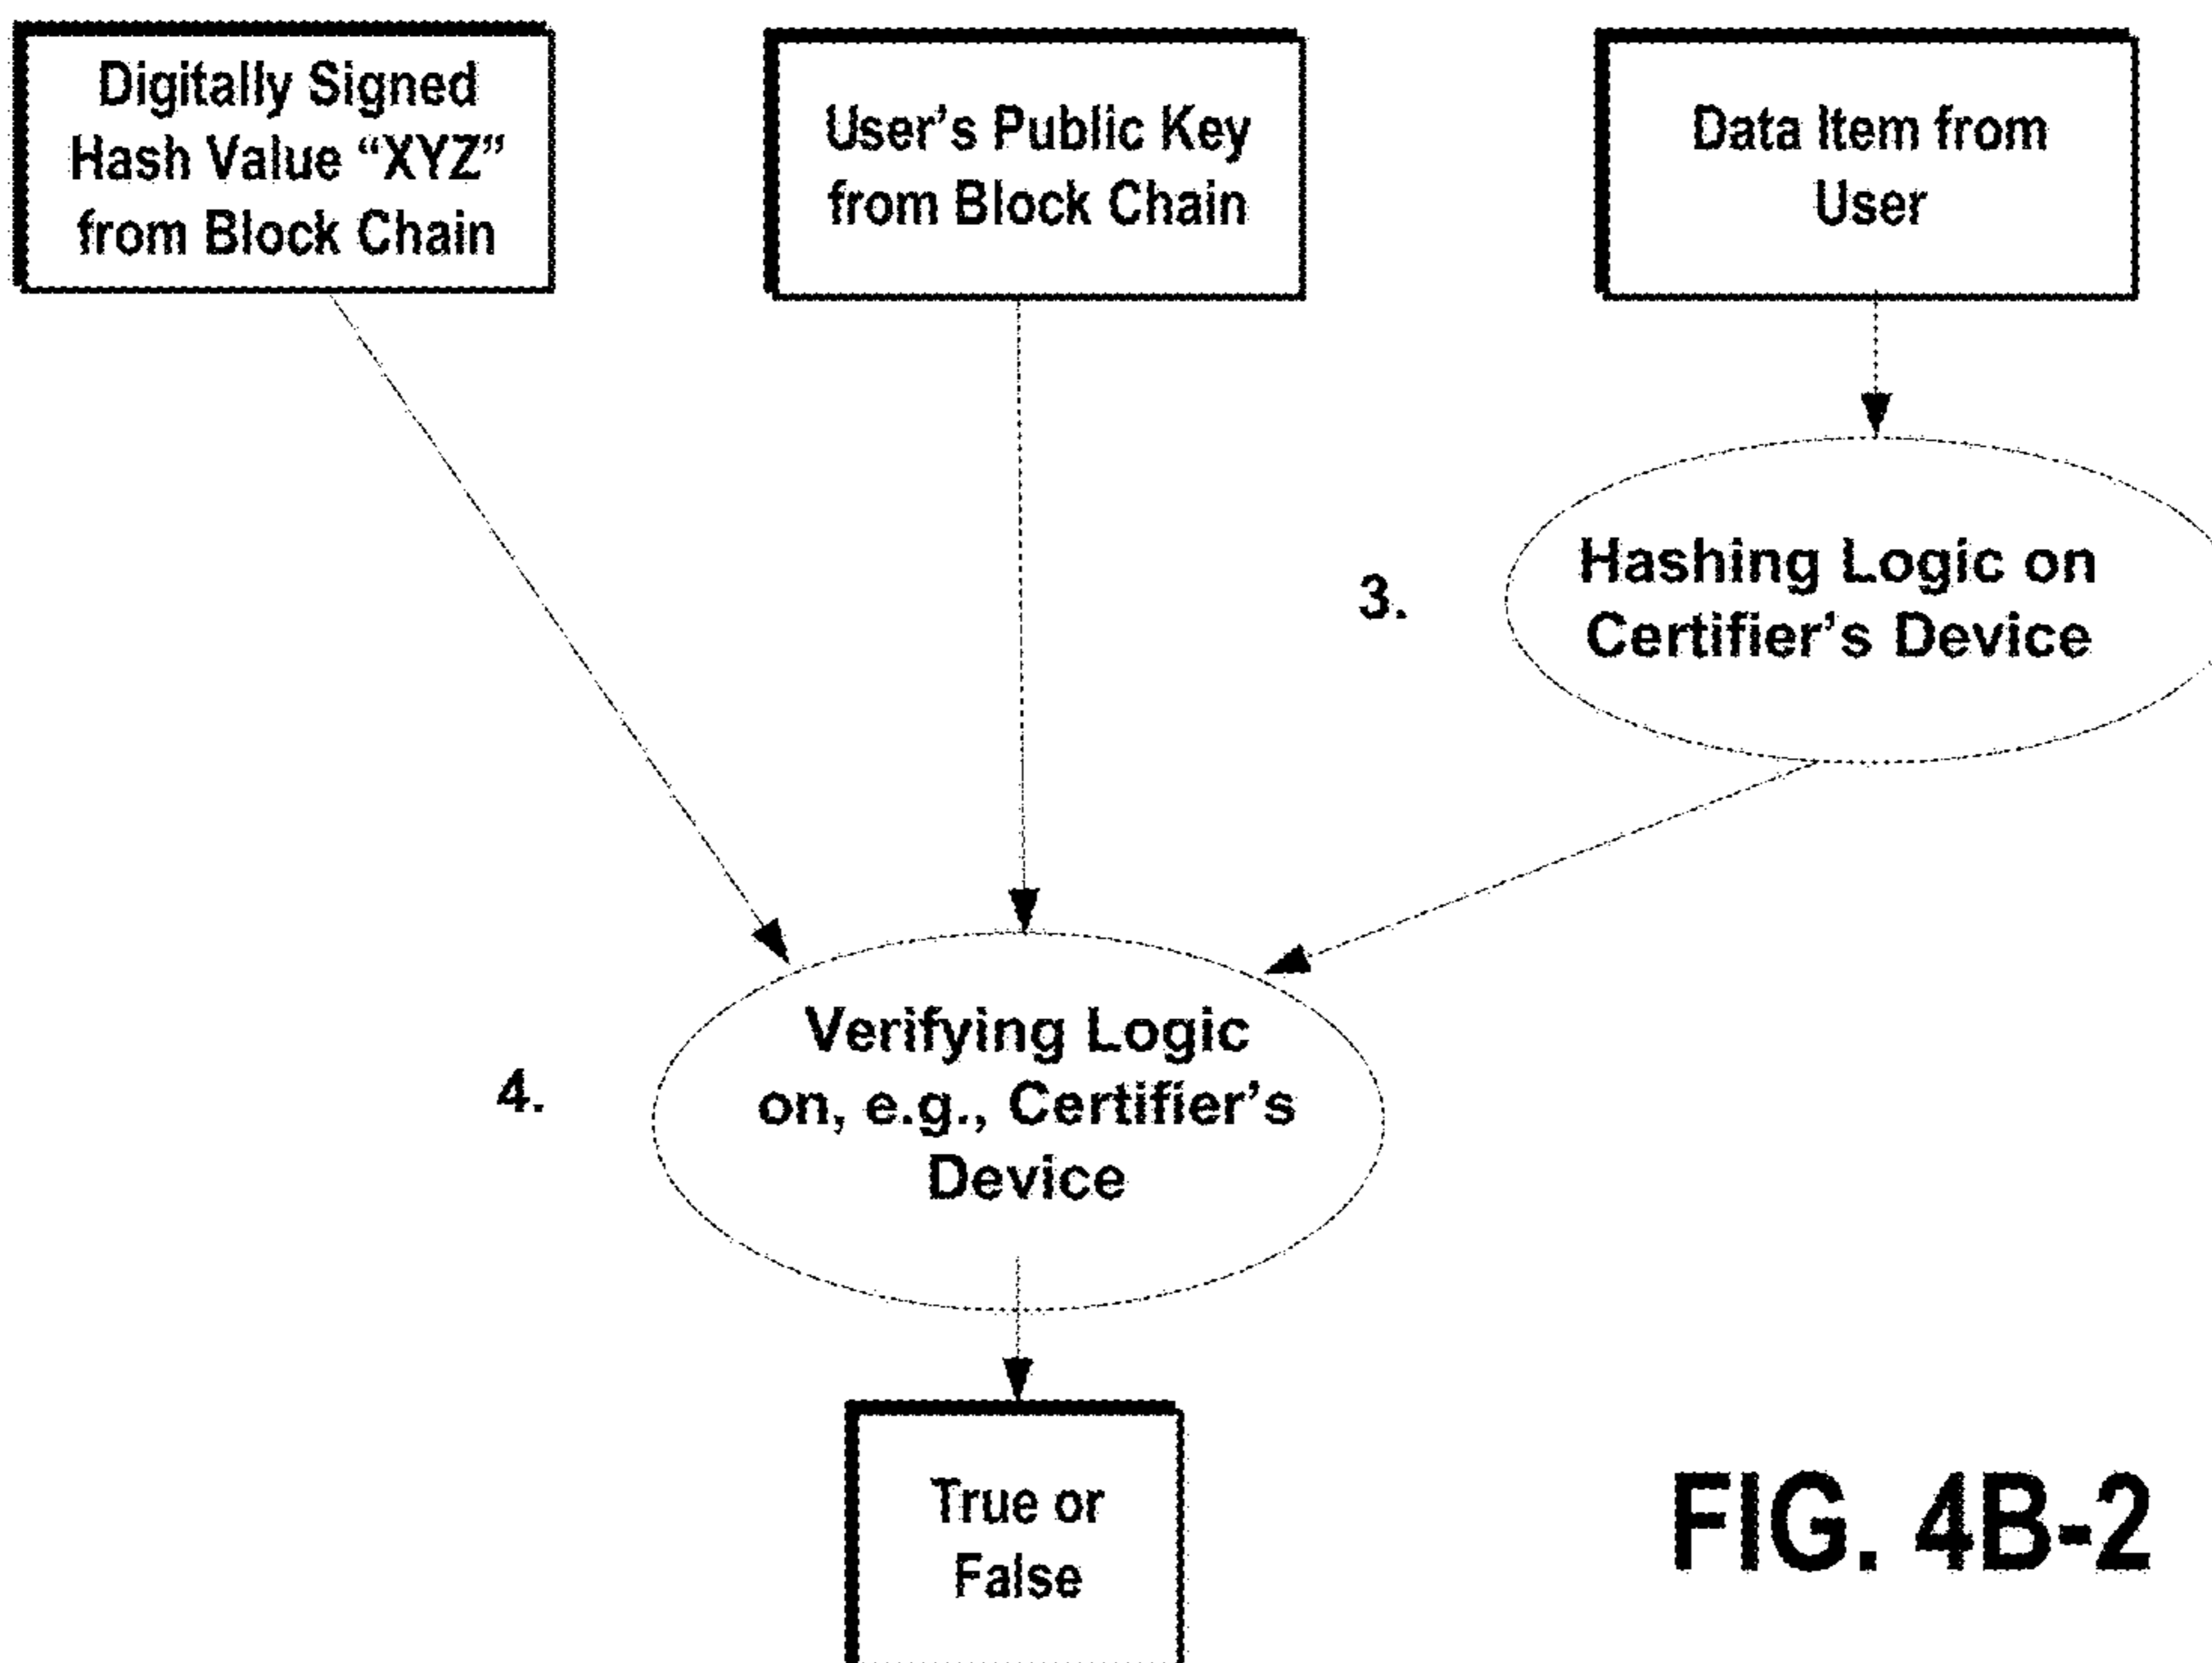 Digitally Signed
Hash Value “XYZ”
from Block Chain
User’s Public Key
from Block Chain
Data Item from
User
3.
Hashing Logic on
Certifier’s Device
4.
Verifying Logic
on, e.g., Certifier’s
Device
True or
False
FIG. 4B-2